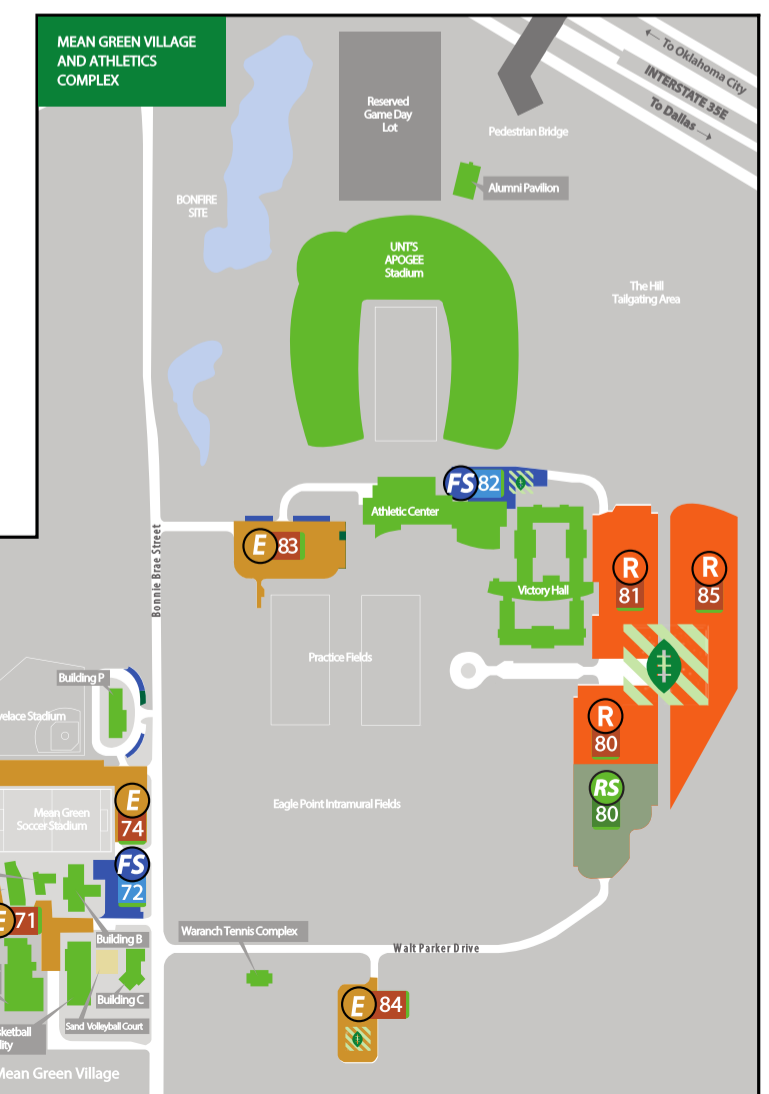 MEAN GREEN VILLAGE
AND ATHLETICS
COMPLEX
To Oklahoma City
INTERSTATE 35E
To Dallas
Reserved
Game Day
Lot
Pedestrian Bridge
Alumni Pavilion
BONFIRE
SITE
UNT'S
APOGEE
Stadium
The Hill
Tailgating Area
FS 82
Athletic Center
E 83
Bonnie Brae Street
Victory Hall
R
81
R
85
Practice Fields
Building P
Stadium
R
80
E
74
Mean Green
Soccer Stadium
Eagle Point Intramural Fields
RS
80
FS
72
E 71
Building B
Waranch Tennis Complex
Walt Parker Drive
Building C
Sand Volleyball Court
E 84
Mean Green Village